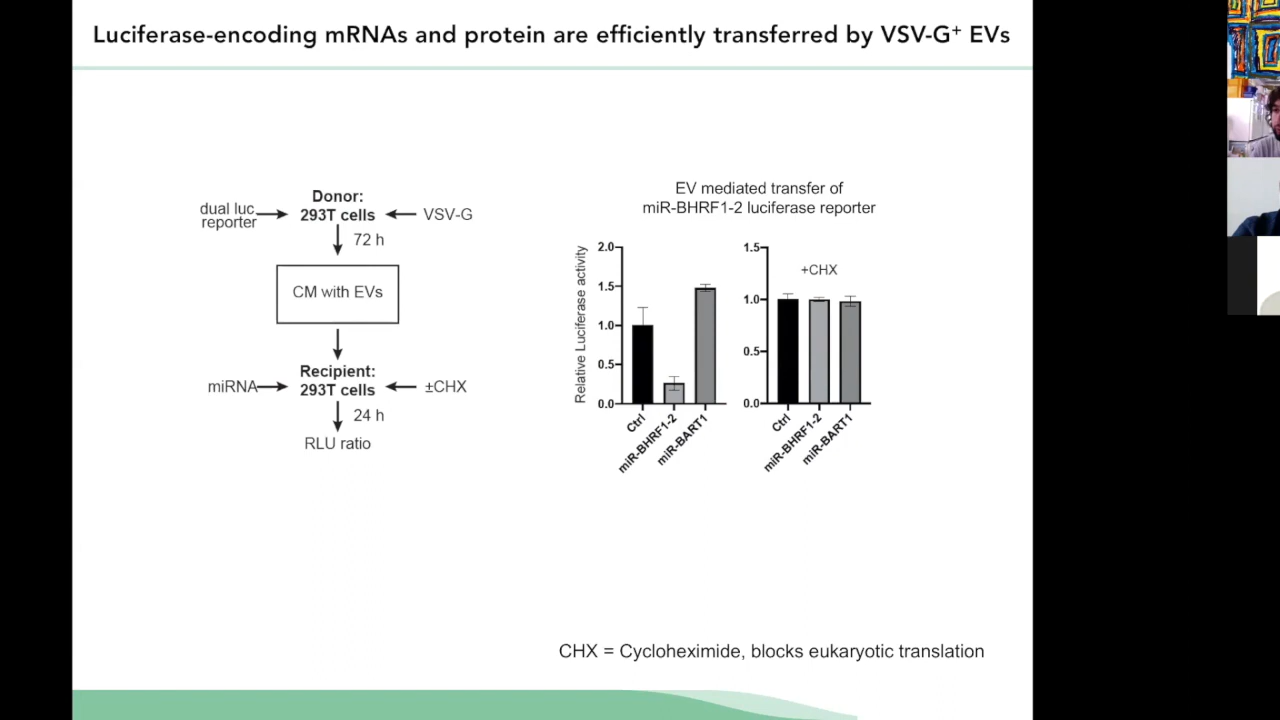 Luciferase-encoding mRNAs and protein are efficiently transferred by VSV-G+ EVs
dual luc
reporter
Donor:
293T cells
VSV-G
72 h
CM with EVs
Recipient:
293T cells
miRNA
±CHX
24 h
RLU ratio
EV mediated transfer of
miR-BHRF1-2 luciferase reporter
Relative Luciferase activity
2.0
1.5
1.0
0.5
0.0
Ctrl
miR-BHRF1-2
miR-BART1
+CHX
1.5
1.0
0.5
0.0
Ctrl
miR-BHRF1-2
miR-BART1
CHX = Cycloheximide, blocks eukaryotic translation